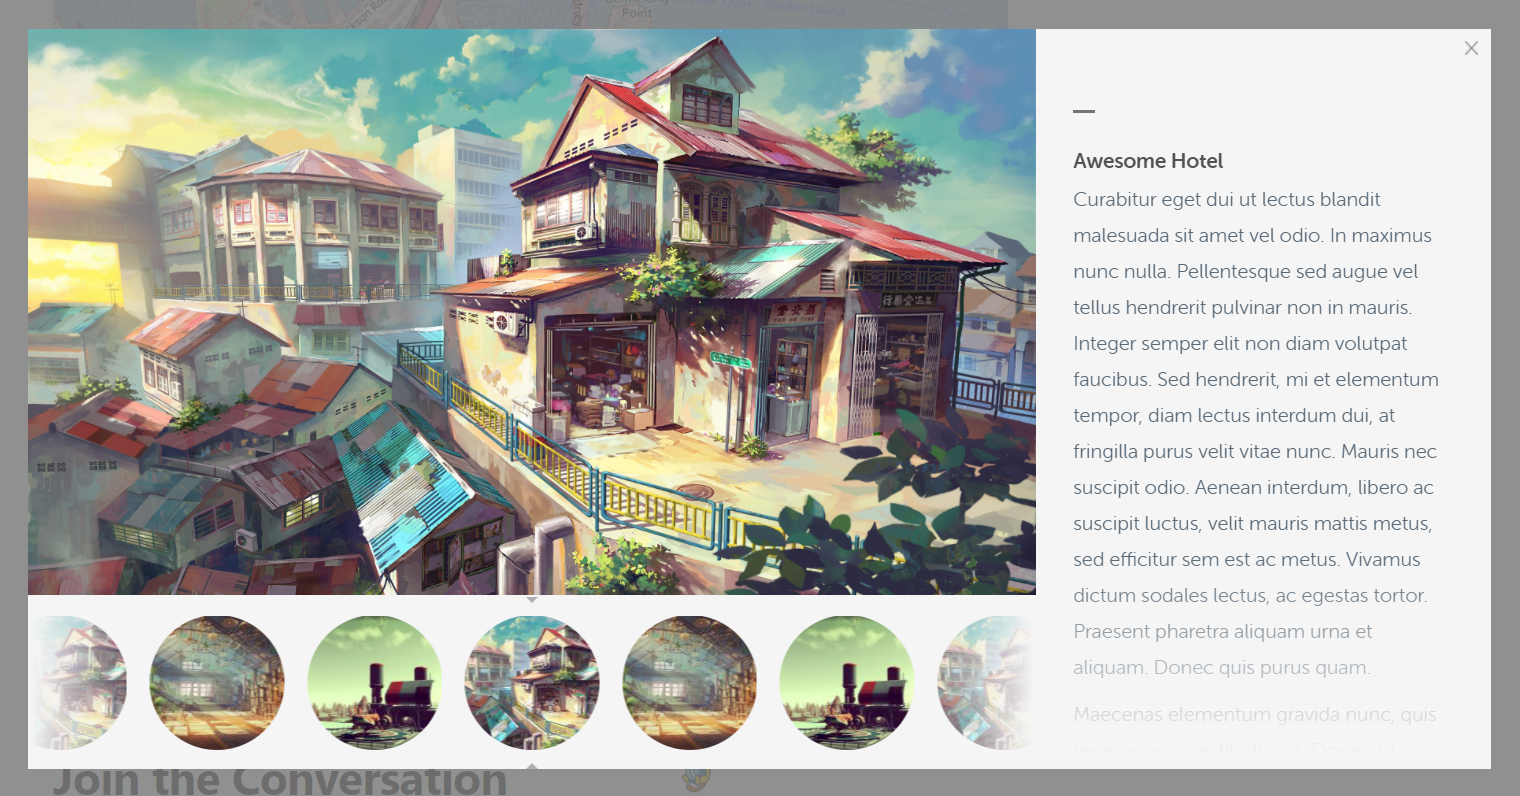 Campbells
Cove
Point
Garden Island
Awesome Hotel
Curabitur eget dui ut lectus blandit
malesuada sit amet vel odio. In maximus
nunc nulla. Pellentesque sed augue vel
tellus hendrerit pulvinar non in mauris.
Integer semper elit non diam volutpat
faucibus. Sed hendrerit, mi et elementum
tempor, diam lectus interdum dui, at
fringilla purus velit vitae nunc. Mauris nec
suscipit odio. Aenean interdum, libero ac
suscipit luctus, velit mauris mattis metus,
sed efficitur sem est ac metus. Vivamus
dictum sodales lectus, ac egestas tortor.
Praesent pharetra aliquam urna et
aliquam. Donec quis purus quam.
Maecenas elementum gravida nunc, quis
Join the Conversation